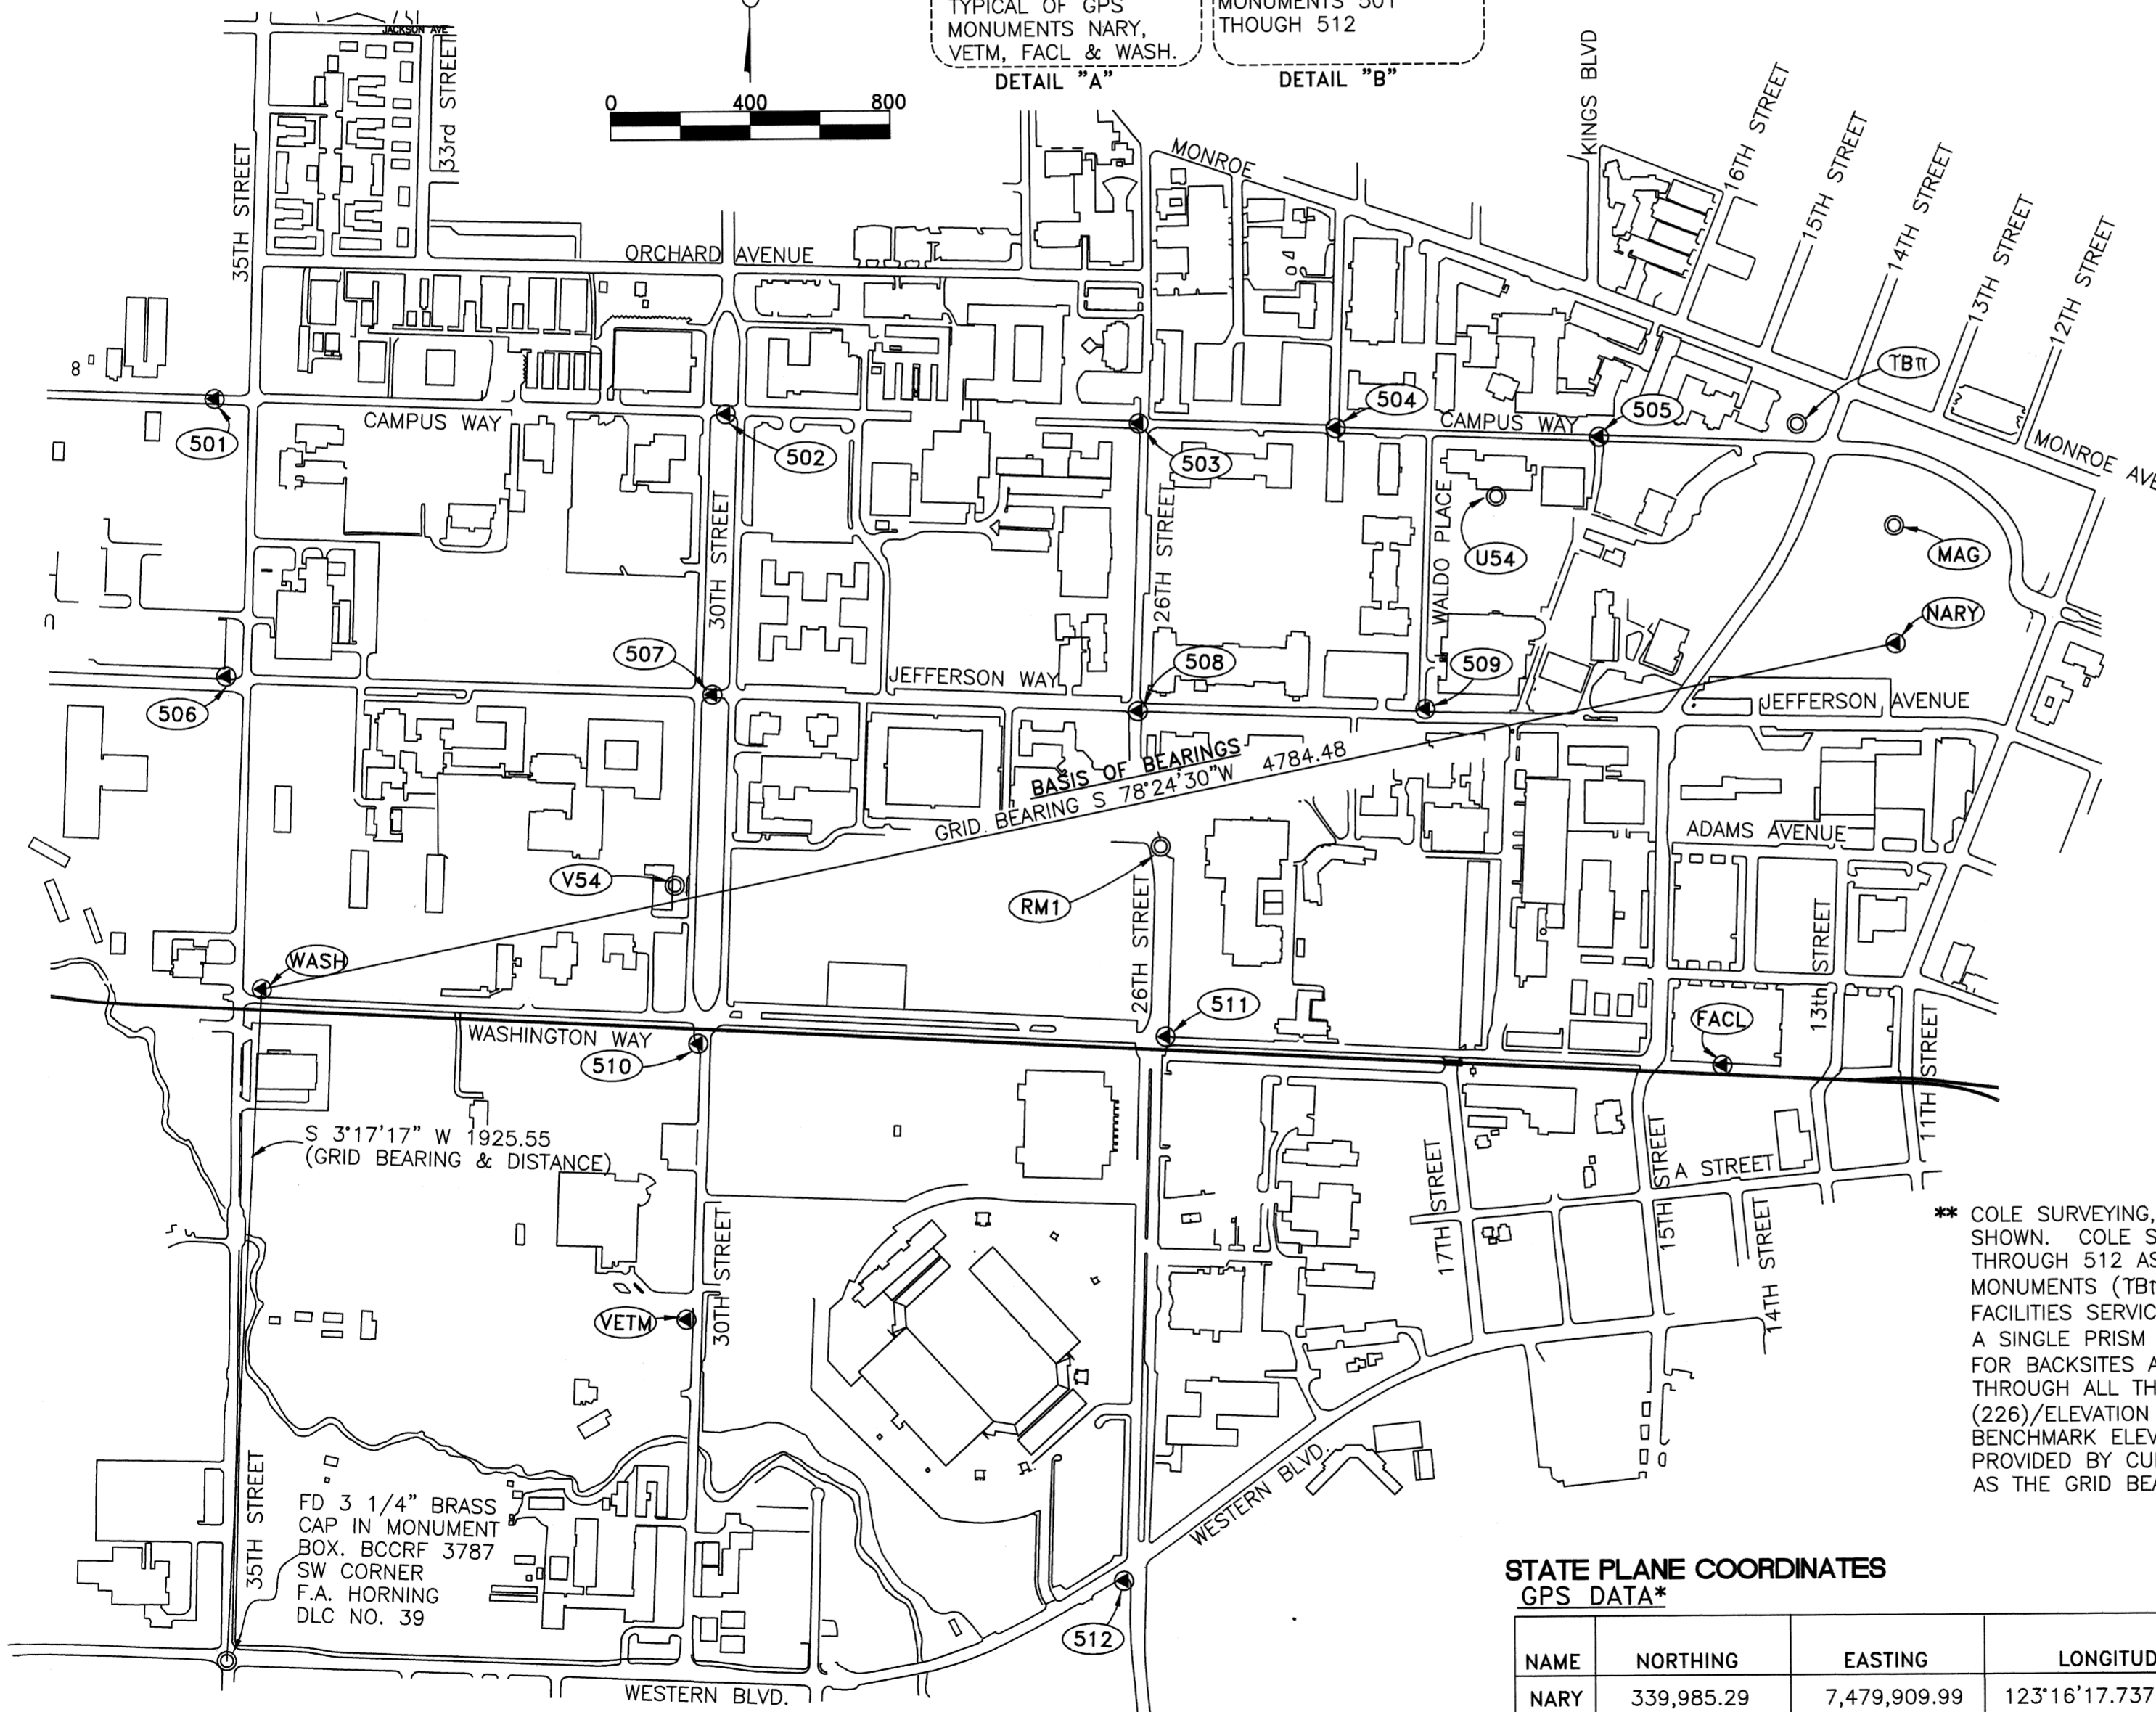 TYPICAL OF GPS
MONUMENTS NARY,
VETM, FACL & WASH.
DETAIL "A"
MONUMENTS 501
THOUGH 512
DETAIL "B"
0 400 800
JACKSON AVE
33rd STREET
35TH STREET
ORCHARD AVENUE
MONROE
KINGS BLVD
16TH STREET
15TH STREET
14TH STREET
13TH STREET
12TH STREET
MONROE AVE
8
501
CAMPUS WAY
502
503
504
CAMPUS WAY
505
TBπ
30TH STREET
26TH STREET
WALDO PLACE
U54
MAG
NARY
506
507
JEFFERSON WAY
508
509
JEFFERSON AVENUE
BASIS OF BEARINGS
GRID BEARING S 78°24'30"W 4784.48
ADAMS AVENUE
V54
RM1
26TH STREET
13th STREET
WASH
WASHINGTON WAY
510
511
FACL
11TH STREET
S 3°17'17" W 1925.55
(GRID BEARING & DISTANCE)
17TH STREET
A STREET
15TH STREET
14TH STREET
VETM
30TH STREET
** COLE SURVEYING,
SHOWN. COLE S
THROUGH 512 AS
MONUMENTS (TBπ
FACILITIES SERVIC
A SINGLE PRISM
FOR BACKSITES A
THROUGH ALL TH
(226)/ELEVATION
BENCHMARK ELEV
PROVIDED BY CU
AS THE GRID BEA
35TH STREET
FD 3 1/4" BRASS
CAP IN MONUMENT
BOX. BCCRF 3787
SW CORNER
F.A. HORNING
DLC NO. 39
WESTERN BLVD.
512
WESTERN BLVD.
STATE PLANE COORDINATES
GPS DATA*
NAME NORTHING EASTING LONGITUD
NARY 339,985.29 7,479,909.99 123°16'17.737